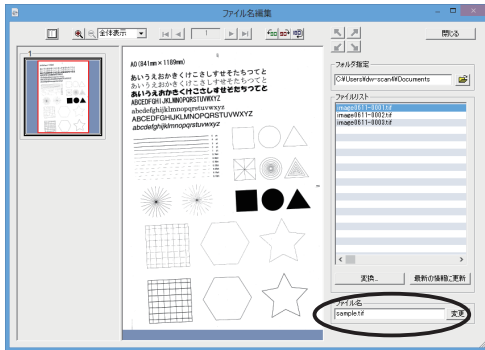 ファイル名編集
全体表示
1
閉じる
1
A0 (841mm×1189mm)
あいうえおかきくけこさしすせそたちつてと
あいうえおかきくけこさしすせそたちつてと
あいうえおかきくけこさしすせそたちつてと
ABCDEFGHIJKLMNOPQRSTUVWXYZ
abcdefghijklmnopqrstuvwxyz
ABCDEFGHIJKLMNOPQRSTUVWXYZ
abcdefghijklmnopqrstuvwxyz
フォルダ指定
C:¥Users¥dw-scan¥Documents
ファイルリスト
image0611-0001.tif
image0611-0002.tif
image0611-0003.tif
変換...
最新の情報に更新
ファイル名
sample.tif
変更